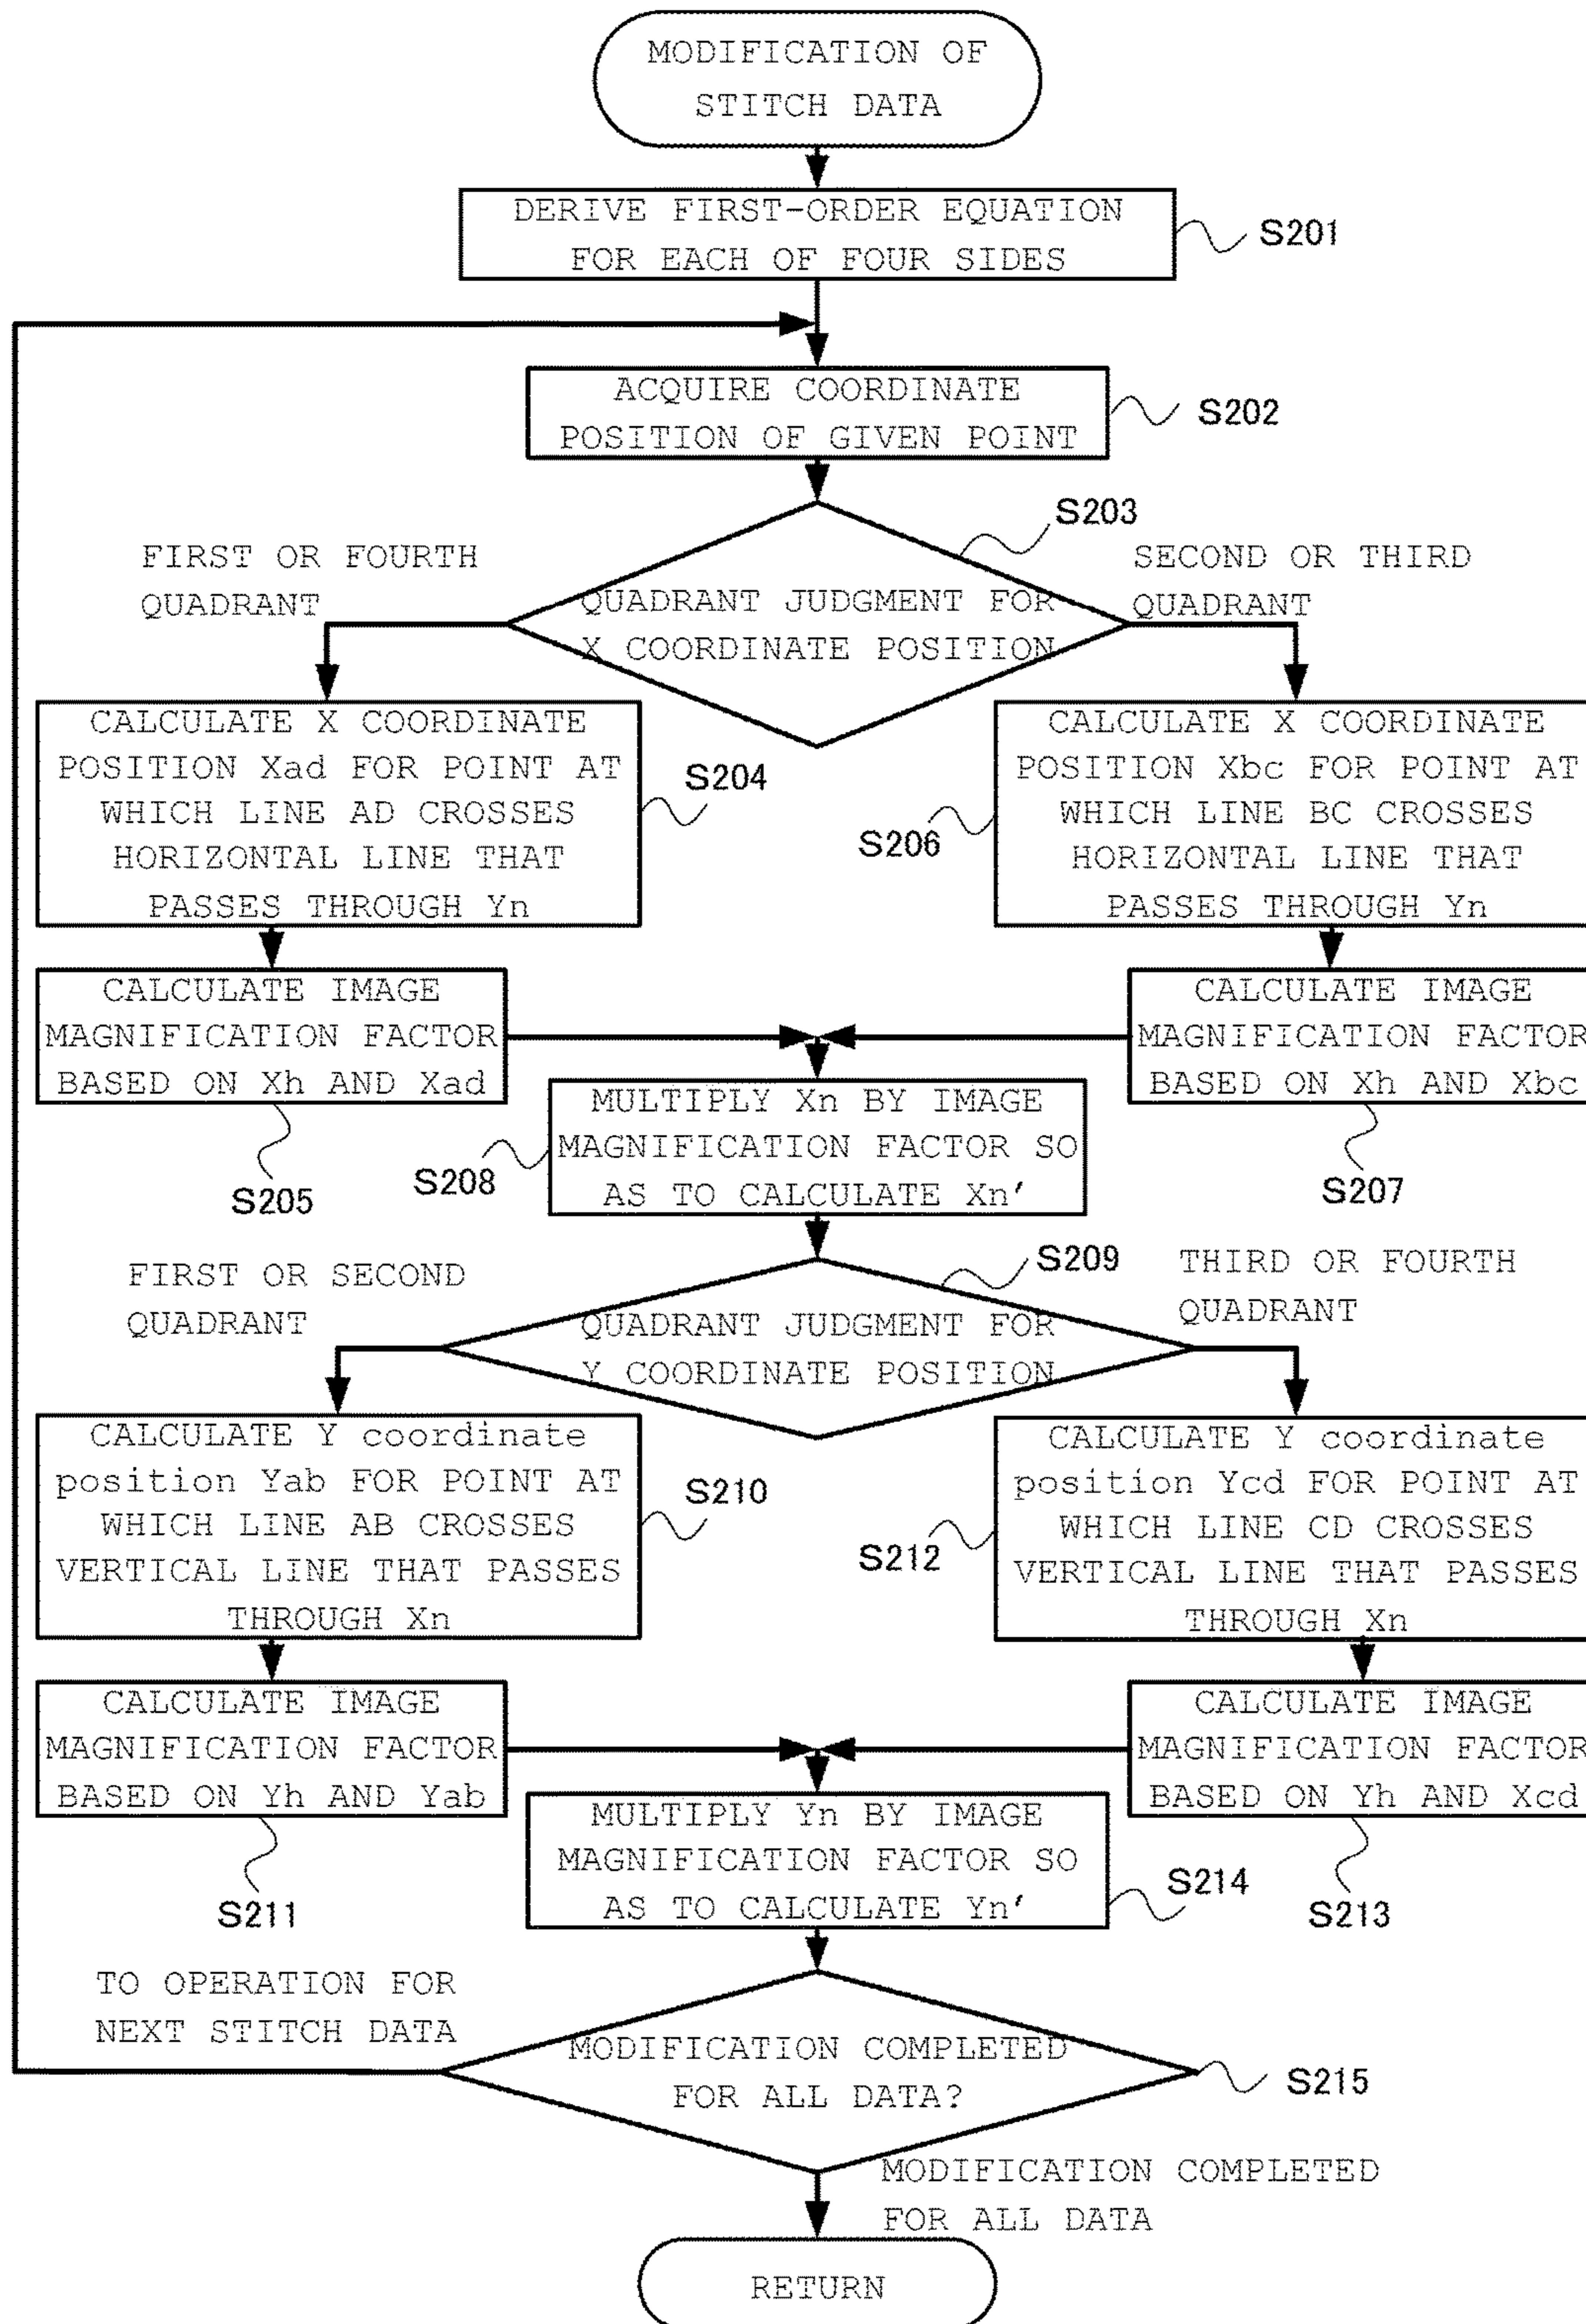 MODIFICATION OF
STITCH DATA
DERIVE FIRST-ORDER EQUATION
FOR EACH OF FOUR SIDES
S201
ACQUIRE COORDINATE
POSITION OF GIVEN POINT
S202
S203
FIRST OR FOURTH
QUADRANT
SECOND OR THIRD
QUADRANT
QUADRANT JUDGMENT FOR
X COORDINATE POSITION
CALCULATE X COORDINATE
POSITION Xad FOR POINT AT
WHICH LINE AD CROSSES
HORIZONTAL LINE THAT
PASSES THROUGH Yn
S204
CALCULATE X COORDINATE
POSITION Xbc FOR POINT AT
WHICH LINE BC CROSSES
HORIZONTAL LINE THAT
PASSES THROUGH Yn
S206
CALCULATE IMAGE
MAGNIFICATION FACTOR
BASED ON Xh AND Xad
S205
CALCULATE IMAGE
MAGNIFICATION FACTOR
BASED ON Xh AND Xbc
S207
MULTIPLY Xn BY IMAGE
MAGNIFICATION FACTOR SO
AS TO CALCULATE Xn′
S208
S209
FIRST OR SECOND
QUADRANT
THIRD OR FOURTH
QUADRANT
QUADRANT JUDGMENT FOR
Y COORDINATE POSITION
CALCULATE Y coordinate
position Yab FOR POINT AT
WHICH LINE AB CROSSES
VERTICAL LINE THAT PASSES
THROUGH Xn
S210
CALCULATE Y coordinate
position Ycd FOR POINT AT
WHICH LINE CD CROSSES
VERTICAL LINE THAT PASSES
THROUGH Xn
S212
CALCULATE IMAGE
MAGNIFICATION FACTOR
BASED ON Yh AND Yab
S211
CALCULATE IMAGE
MAGNIFICATION FACTOR
BASED ON Yh AND Xcd
S213
MULTIPLY Yn BY IMAGE
MAGNIFICATION FACTOR SO
AS TO CALCULATE Yn′
S214
TO OPERATION FOR
NEXT STITCH DATA
MODIFICATION COMPLETED
FOR ALL DATA?
S215
MODIFICATION COMPLETED
FOR ALL DATA
RETURN